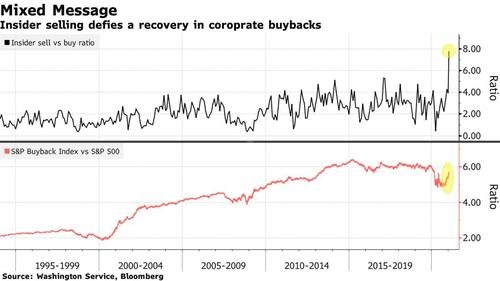 Mixed Message
Insider selling defies a recovery in coroprate buybacks
Insider sell vs buy ratio
8.00
6.00
4.00
2.00
0.00
Ratio
S&P Buyback Index vs S&P 500
6.00
4.00
2.00
Ratio
1995-1999 2000-2004 2005-2009 2010-2014 2015-2019
Source: Washington Service, Bloomberg